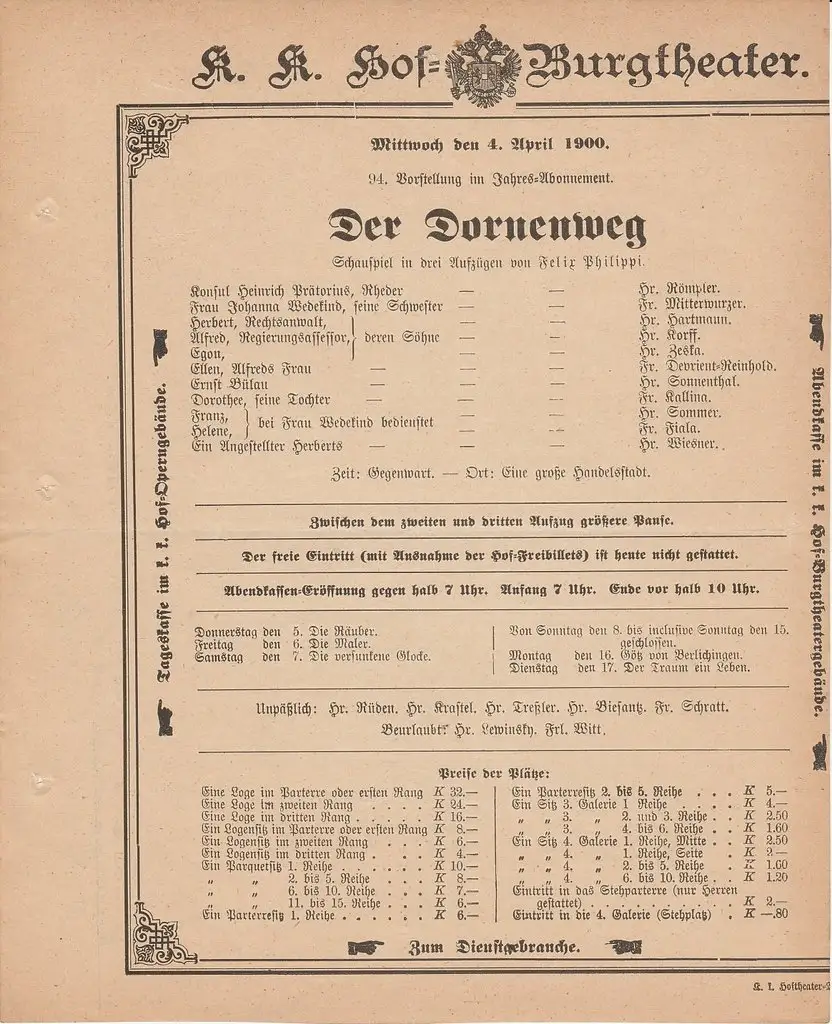 K. K. Hof-Burgtheater.
Mittwoch den 4. April 1900.
94. Vorstellung im Jahres-Abonnement.
Der Dornenweg
Schauspiel in drei Aufzügen von Felix Philippi.
Konsul Heinrich Prätorius, Rheder — — Hr. Römpler.
Frau Johanna Wedekind, seine Schwester — — Fr. Mitterwurzer.
Herbert, Rechtsanwalt, — — Hr. Hartmann.
Alfred, Regierungsassessor, } deren Söhne — — Hr. Korff.
Egon, — — Hr. Zeska.
Ellen, Alfreds Frau — — — Fr. Devrient-Reinhold.
Ernst Bülau — — — Hr. Sonnenthal.
Dorothee, seine Tochter — — — Fr. Kallina.
Franz, } bei Frau Wedekind bedienstet — — Hr. Sommer.
Helene, — — Fr. Fiala.
Ein Angestellter Herberts — — — Hr. Wiesner.
Zeit: Gegenwart. — Ort: Eine große Handelsstadt.
Zwischen dem zweiten und dritten Aufzug größere Pause.
Der freie Eintritt (mit Ausnahme der Hof-Freibillets) ist heute nicht gestattet.
Abendkassen-Eröffnung gegen halb 7 Uhr. Anfang 7 Uhr. Ende vor halb 10 Uhr.
Donnerstag den 5. Die Räuber.
Freitag den 6. Die Maler.
Samstag den 7. Die versunkene Glocke.
Von Sonntag den 8. bis inclusive Sonntag den 15.
geschlossen.
Montag den 16. Götz von Berlichingen.
Dienstag den 17. Der Traum ein Leben.
Unpäßlich: Hr. Rüden. Hr. Krastel. Hr. Treßler. Hr. Biesantz. Fr. Schratt.
Beurlaubt: Hr. Lewinsky. Frl. Witt.
Preise der Plätze:
Eine Loge im Parterre oder ersten Rang K 32.—
Eine Loge im zweiten Rang . . . . K 24.—
Eine Loge im dritten Rang . . . . K 16.—
Ein Logensitz im Parterre oder ersten Rang K 8.—
Ein Logensitz im zweiten Rang . . . K 6.—
Ein Logensitz im dritten Rang . . . K 4.—
Ein Parquetsitz 1. Reihe . . . . . K 10.—
„ „ 2. bis 5. Reihe . . . K 8.—
„ „ 6. bis 10. Reihe . . . K 7.—
„ „ 11. bis 15. Reihe . . . K 6.—
Ein Parterresitz 1. Reihe . . . . . . K 6.—
Ein Parterresitz 2. bis 5. Reihe . . . K 5.—
Ein Sitz 3. Galerie 1 Reihe . . . . K 4.—
„ „ 3. „ 2. und 3. Reihe . . K 2.50
„ „ 3. „ 4. bis 6. Reihe . . K 1.60
Ein Sitz 4. Galerie 1. Reihe, Mitte . . K 2.50
„ „ 4. „ 1. Reihe, Seite . K 2.—
„ „ 4. „ 2. bis 5. Reihe . . K 1.60
„ „ 4. „ 6. bis 10. Reihe . . K 1.20
Eintritt in das Stehparterre (nur Herren
gestattet) . . . . . . . . . K 2.—
Eintritt in die 4. Galerie (Stehplatz) . K —.80
Zum Dienstgebrauche.
Tageskasse im k. k. Hof-Operngebäude.
Abendkasse im k. k. Hof-Burgtheatergebäude.
K. k. Hoftheater-